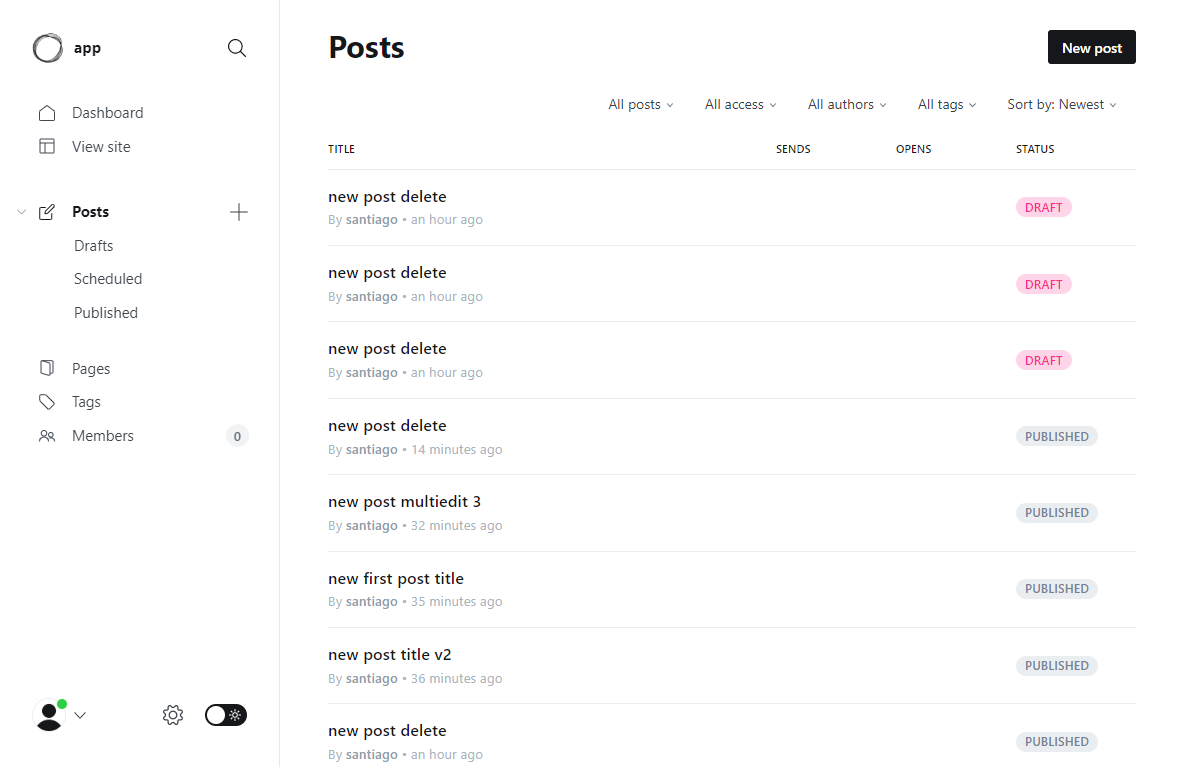 app
Dashboard
View site
Posts
Drafts
Scheduled
Published
Pages
Tags
Members 0
Posts
New post
All posts All access All authors All tags Sort by: Newest
TITLE SENDS OPENS STATUS
new post delete
By santiago • an hour ago
DRAFT
new post delete
By santiago • an hour ago
DRAFT
new post delete
By santiago • an hour ago
DRAFT
new post delete
By santiago • 14 minutes ago
PUBLISHED
new post multiedit 3
By santiago • 32 minutes ago
PUBLISHED
new first post title
By santiago • 35 minutes ago
PUBLISHED
new post title v2
By santiago • 36 minutes ago
PUBLISHED
new post delete
By santiago • an hour ago
PUBLISHED